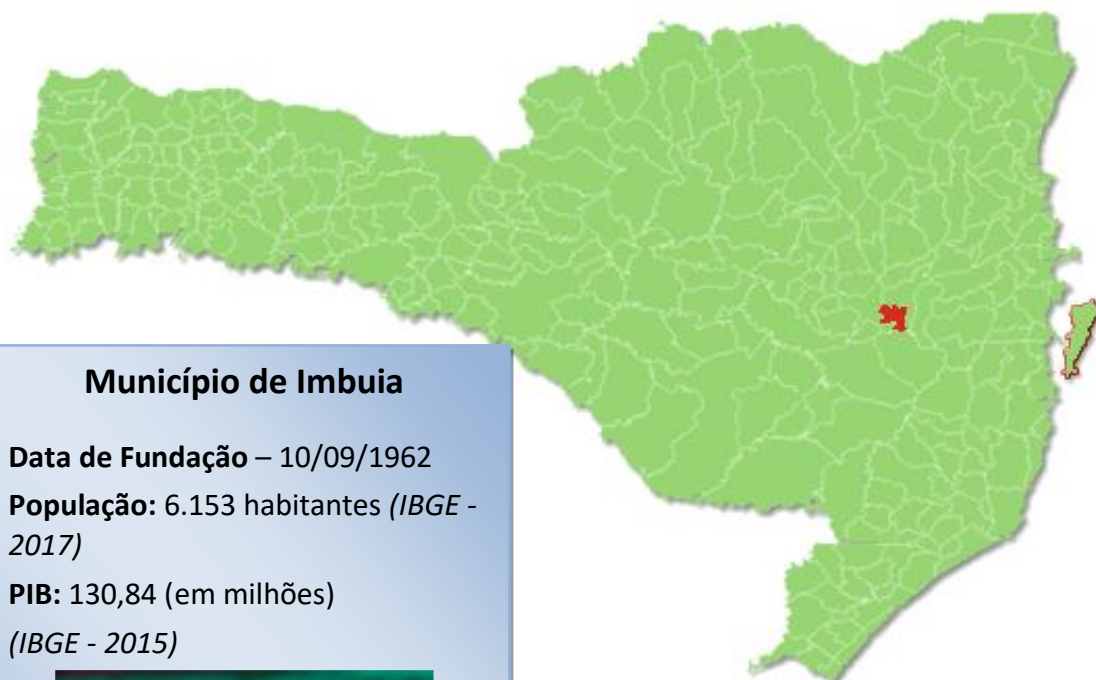 Município de Imbuia
Data de Fundação – 10/09/1962
População: 6.153 habitantes (IBGE -
2017)
PIB: 130,84 (em milhões)
(IBGE - 2015)